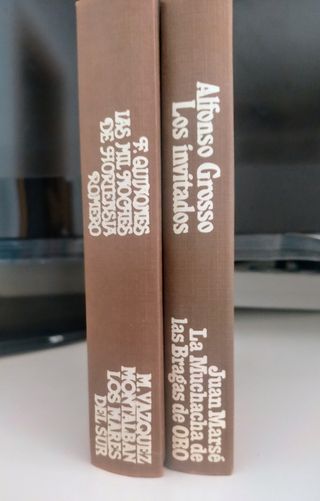 F. QUIÑONES
LAS MIL NOCHES
DE HORTENSIA
ROMERO
M. VAZQUEZ
MONTALBAN
LOS MARES
DEL SUR
Alfonso Grosso
Los invitados
Juan Marsé
La Muchacha de
las Bragas de ORO